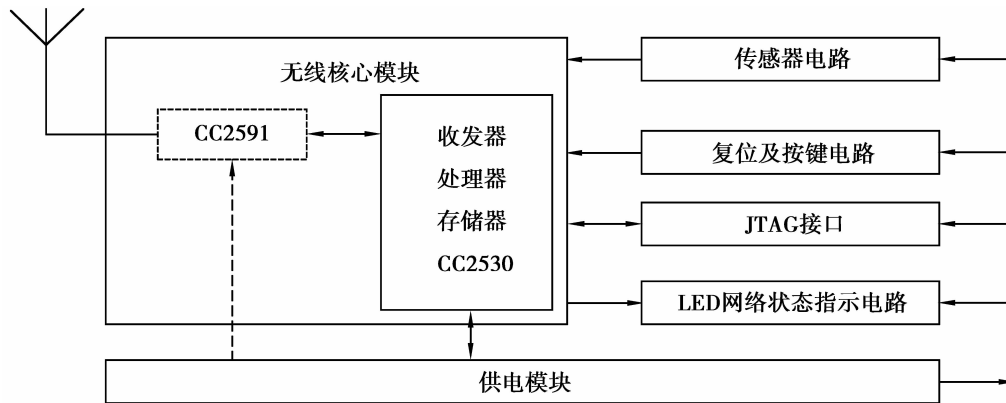 无线核心模块
CC2591
收发器
处理器
存储器
CC2530
传感器电路
复位及按键电路
JTAG接口
LED网络状态指示电路
供电模块